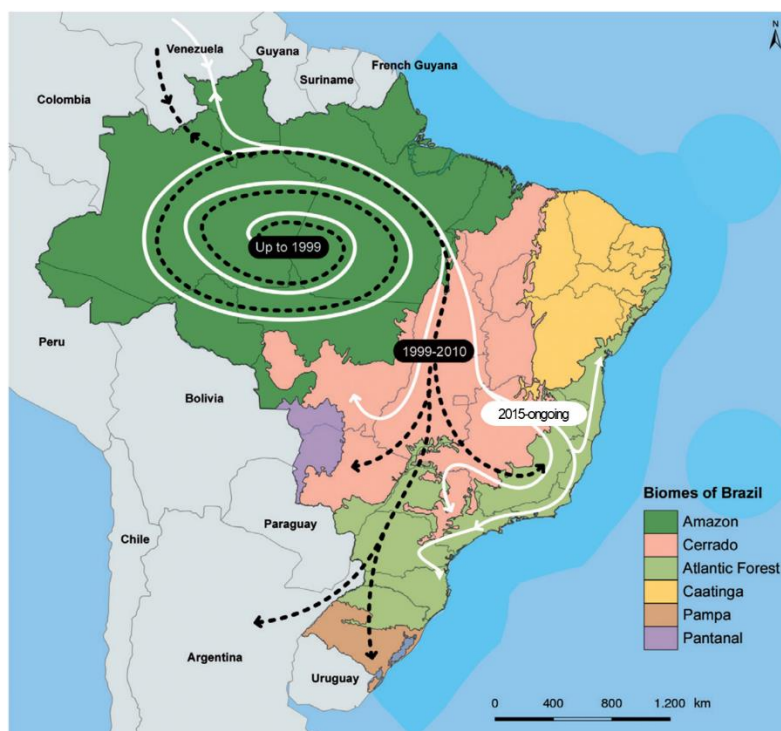 N
Venezuela
Guyana
Suriname
French Guyana
Colombia
Up to 1999
Peru
1999-2010
Bolivia
2015-ongoing
Paraguay
Chile
Argentina
Uruguay
Biomes of Brazil
Amazon
Cerrado
Atlantic Forest
Caatinga
Pampa
Pantanal
0 400 800 1.200 km